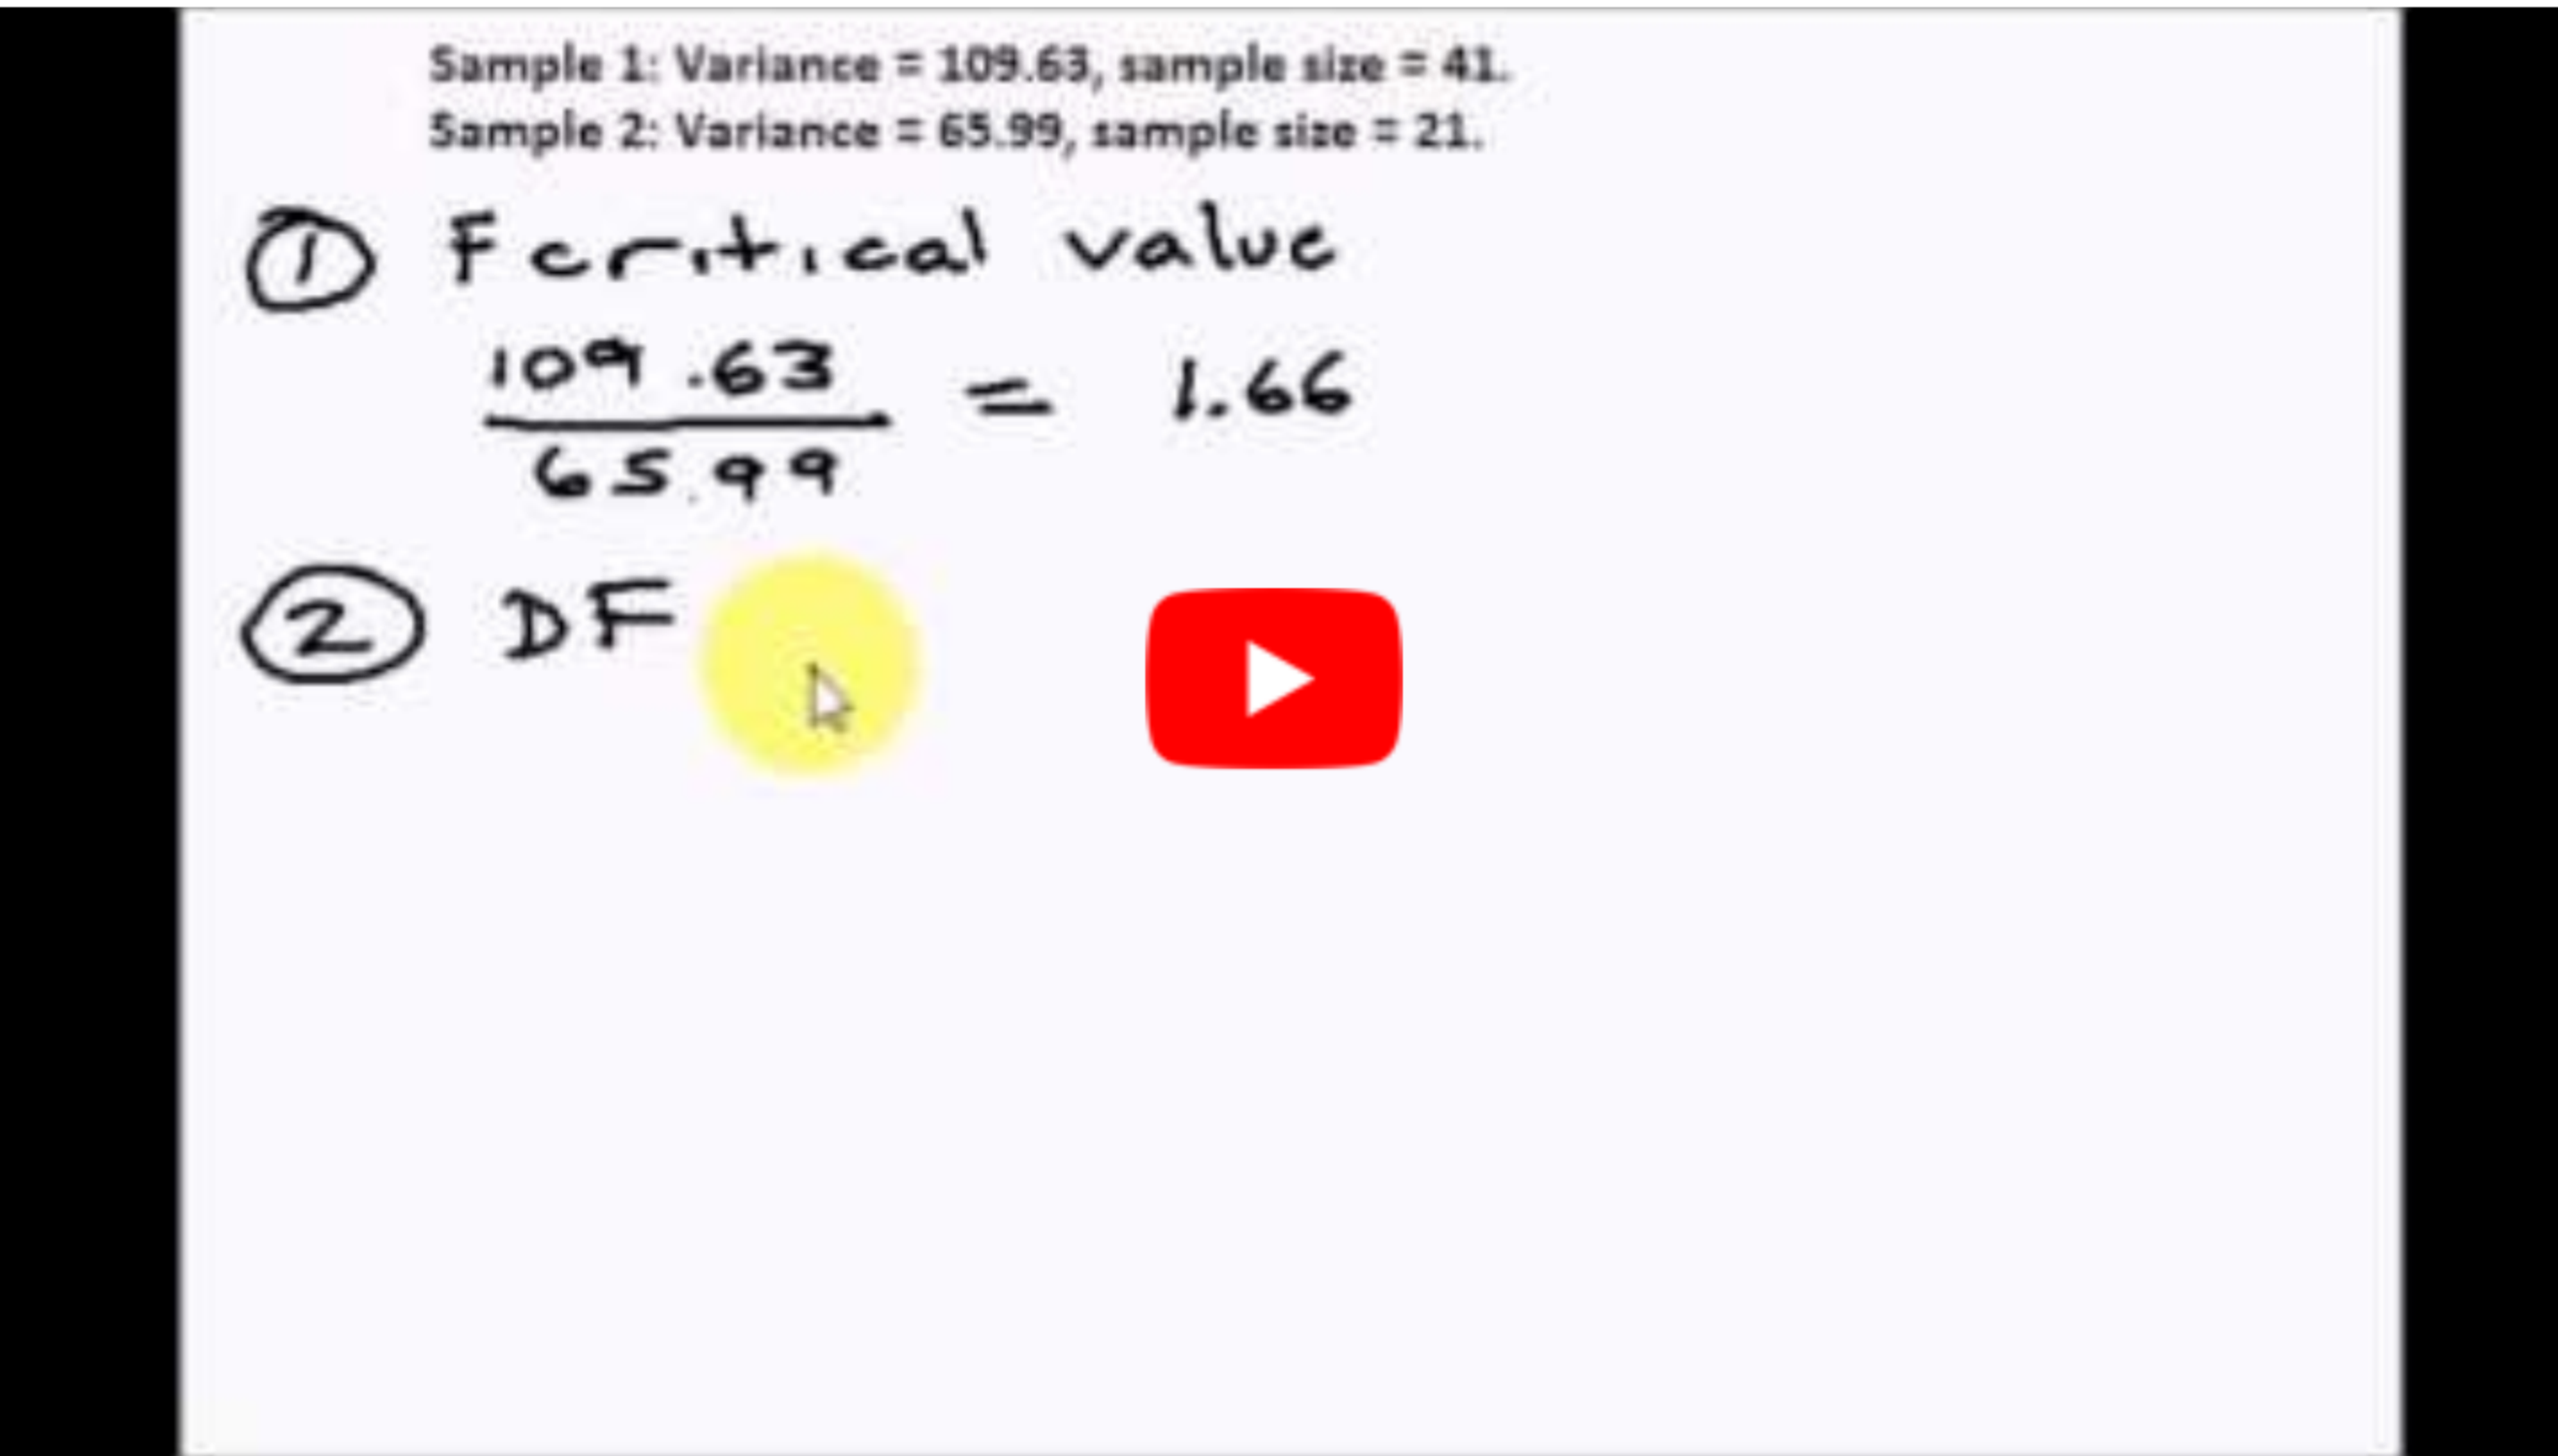 Sample 1: Variance = 109.63, sample size = 41.
Sample 2: Variance = 65.99, sample size = 21.
① F critical value
109.63
= 1.66
65.99
② DF